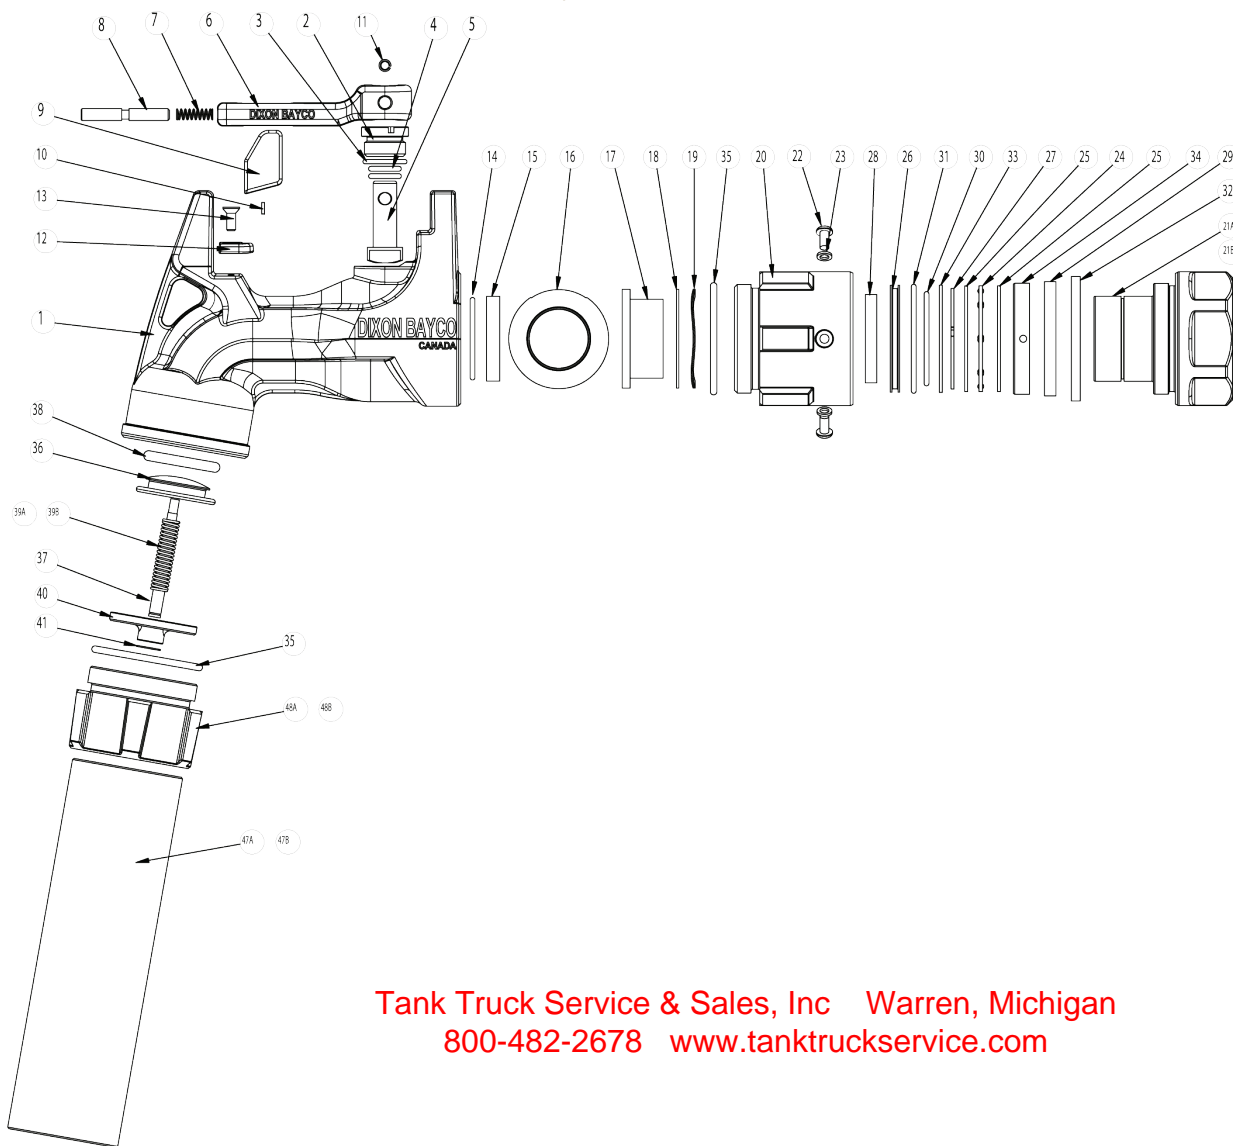 8 7 6 3 2 11 4 5
9
DIXON BAYCO
10
13
12
14 15 16 17 18 19 35 20 22 23 28 26 31 30 33 27 25 24 25 34 29
32
21A
1
DIXON BAYCO
CANADA
38
36
39A 39B
37
40
41
35
48A 48B
47A 47B
Tank Truck Service & Sales, Inc Warren, Michigan
800-482-2678 www.tanktruckservice.com